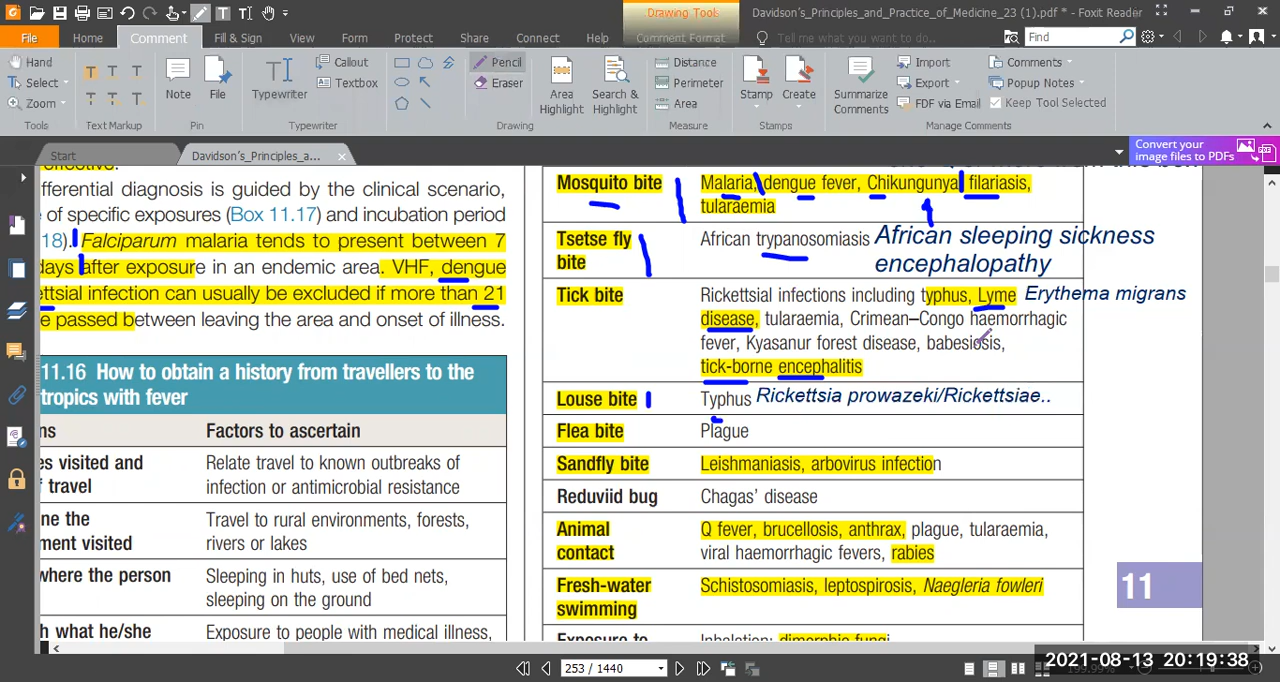 Drawing Tools
Davidson's_Principles_and_Practice_of_Medicine_23 (1).pdf * - Foxit Reader
File Home Comment Fill & Sign View Form Protect Share Connect Help Comment Format Tell me what you want to do.. Find
Hand
Select
Zoom
Tools
Text Markup
Note
File
Pin
Typewriter
Callout
Textbox
Typewriter
Pencil
Eraser
Drawing
Area Highlight
Search & Highlight
Distance
Perimeter
Area
Measure
Stamp
Create
Stamps
Summarize Comments
Import
Export
FDF via Email
Comments
Popup Notes
Keep Tool Selected
Manage Comments
Start
Davidson's_Principles_a...
Convert your
image files to PDFs
fferential diagnosis is guided by the clinical scenario,
e of specific exposures (Box 11.17) and incubation period
18). Falciparum malaria tends to present between 7
days after exposure in an endemic area. VHF, dengue
ettsial infection can usually be excluded if more than 21
e passed between leaving the area and onset of illness.
11.16 How to obtain a history from travellers to the
tropics with fever
ns Factors to ascertain
es visited and Relate travel to known outbreaks of
f travel infection or antimicrobial resistance
ne the Travel to rural environments, forests,
ment visited rivers or lakes
where the person Sleeping in huts, use of bed nets,
sleeping on the ground
h what he/she Exposure to people with medical illness,
Mosquito bite Malaria, dengue fever, Chikungunya, filariasis,
tularaemia
Tsetse fly African trypanosomiasis African sleeping sickness
bite encephalopathy
Tick bite Rickettsial infections including typhus, Lyme Erythema migrans
disease, tularaemia, Crimean–Congo haemorrhagic
fever, Kyasanur forest disease, babesiosis,
tick-borne encephalitis
Louse bite Typhus Rickettsia prowazeki/Rickettsiae..
Flea bite Plague
Sandfly bite Leishmaniasis, arbovirus infection
Reduviid bug Chagas' disease
Animal Q fever, brucellosis, anthrax, plague, tularaemia,
contact viral haemorrhagic fevers, rabies
Fresh-water Schistosomiasis, leptospirosis, Naegleria fowleri
swimming
Exposure to Inhalation: dimorphic fungi
11
253 / 1440
2021-08-13 20:19:38